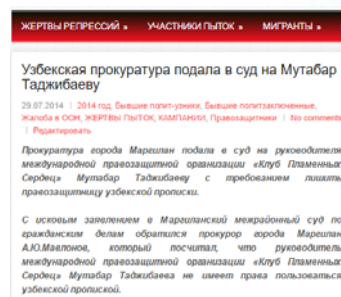 ЖЕРТВЫ РЕПРЕССИЙ » УЧАСТНИКИ ПЫТОК » МИГРАНТЫ »
Узбекская прокуратура подала в суд на Мутабар
Таджибаеву
29.07.2014 | 2014 год, Бывшие полит-узники, Бывшие политзаключенные,
Жалоба в ООН, ЖЕРТВЫ ПЫТОК, КАМПАНИИ, Правозащитники | No comments
| Редактировать
Прокуратура города Маргилан подала в суд на руководителя
международной правозащитной организации «Клуб Пламенных
Сердец» Мутабар Таджибаеву с требованием лишить
правозащитницу узбекской прописки.
С исковым заявлением в Маргиланский межрайонный суд по
гражданским делам обратился прокурор города Маргилан
А.Ю.Мавлонов, который посчитал, что руководитель
международной правозащитной организации «Клуб Пламенных
Сердец» Мутабар Таджибаева не имеет права пользоваться
узбекской пропиской.